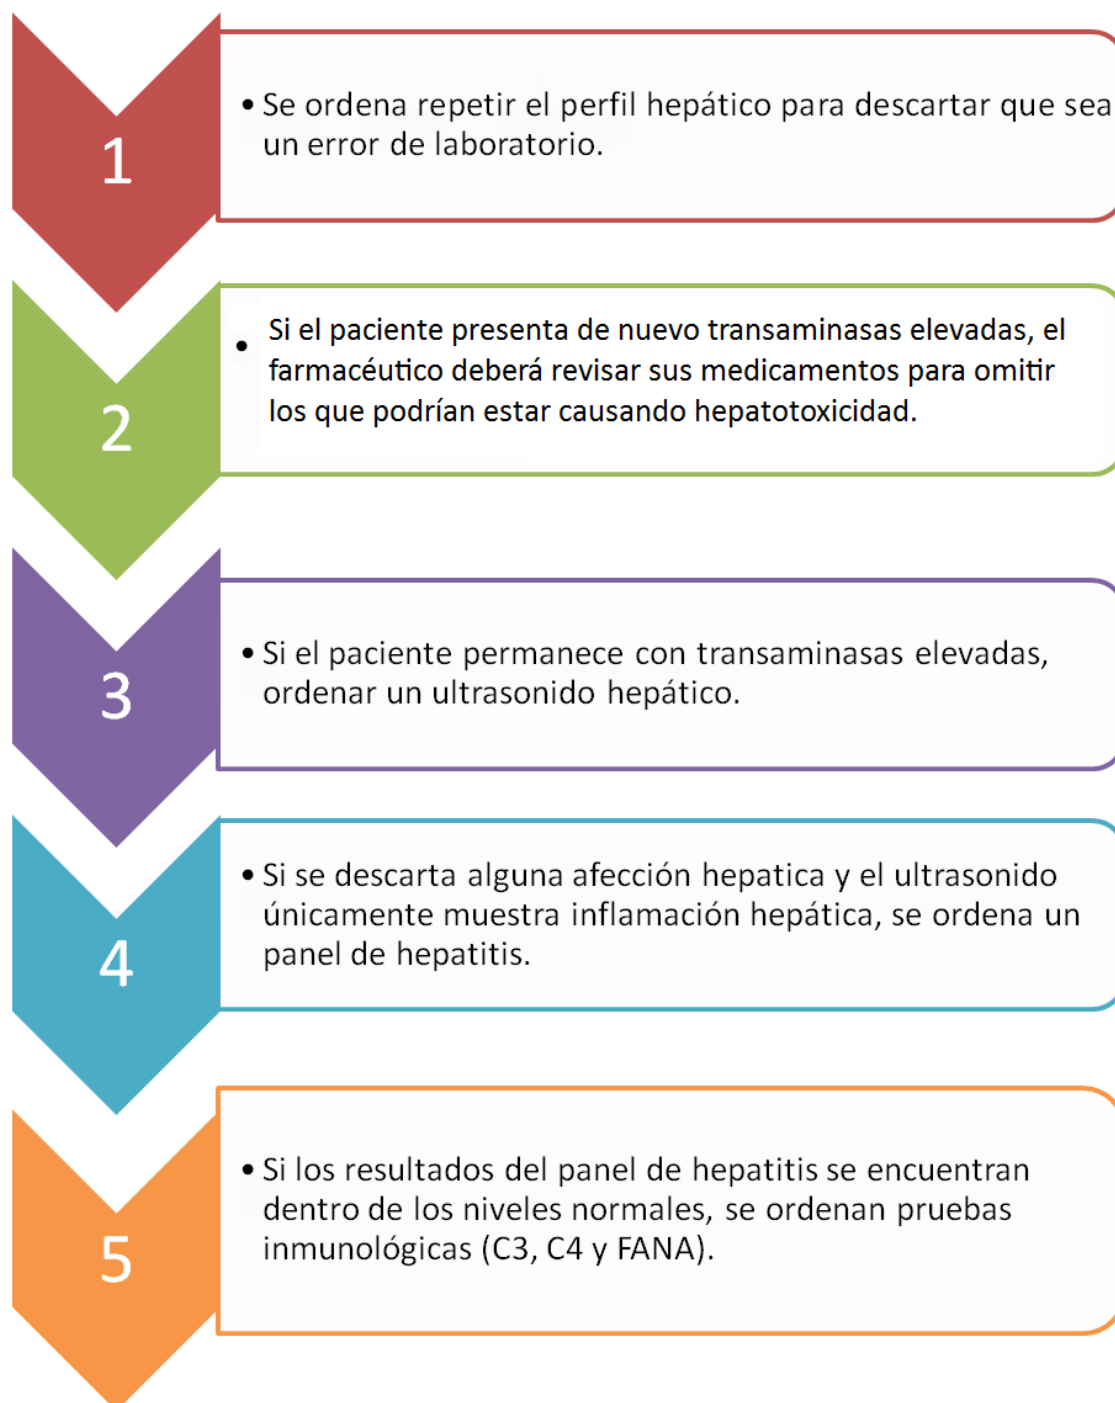 1
• Se ordena repetir el perfil hepático para descartar que sea
un error de laboratorio.
2
• Si el paciente presenta de nuevo transaminasas elevadas, el
farmacéutico deberá revisar sus medicamentos para omitir
los que podrían estar causando hepatotoxicidad.
3
• Si el paciente permanece con transaminasas elevadas,
ordenar un ultrasonido hepático.
4
• Si se descarta alguna afección hepatica y el ultrasonido
únicamente muestra inflamación hepática, se ordena un
panel de hepatitis.
5
• Si los resultados del panel de hepatitis se encuentran
dentro de los niveles normales, se ordenan pruebas
inmunológicas (C3, C4 y FANA).